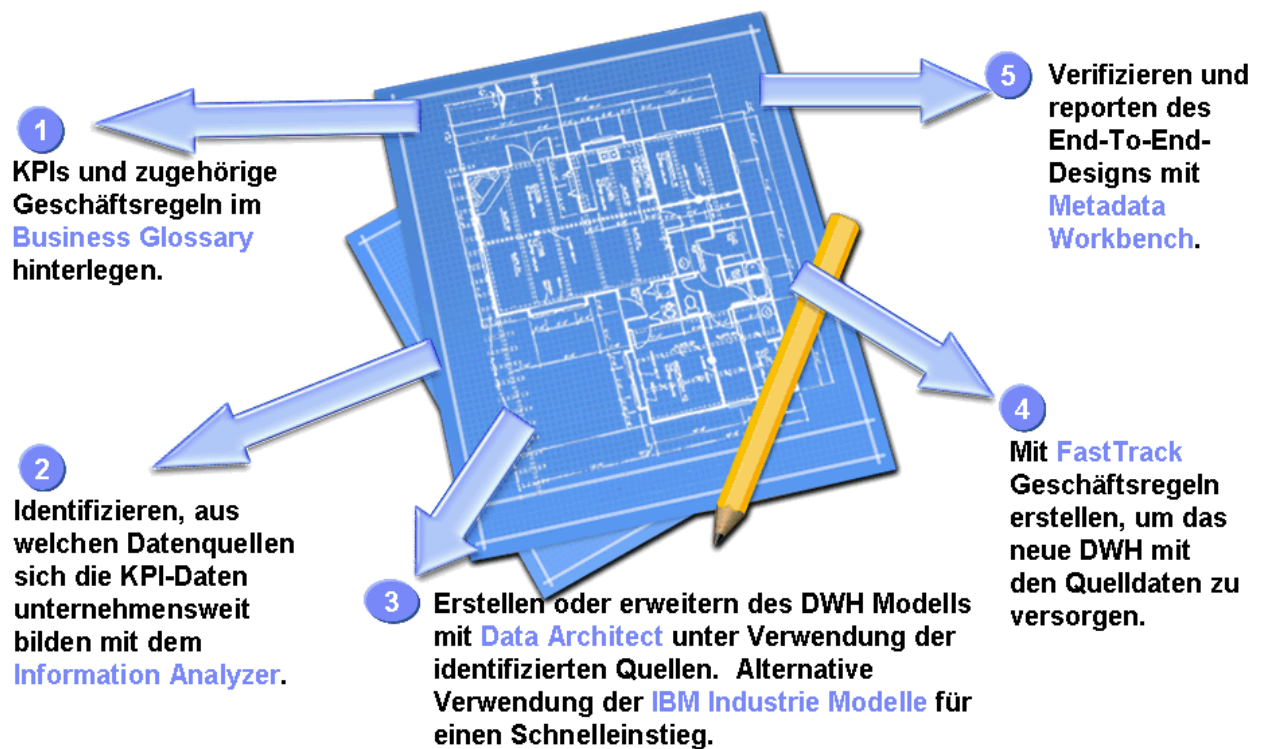 1
KPIs und zugehörige
Geschäftsregeln im
Business Glossary
hinterlegen.
2
Identifizieren, aus
welchen Datenquellen
sich die KPI-Daten
unternehmensweit
bilden mit dem
Information Analyzer.
3
Erstellen oder erweitern des DWH Modells
mit Data Architect unter Verwendung der
identifizierten Quellen. Alternative
Verwendung der IBM Industrie Modelle für
einen Schnelleinstieg.
4
Mit FastTrack
Geschäftsregeln
erstellen, um das
neue DWH mit
den Quelldaten zu
versorgen.
5
Verifizieren und
reporten des
End-To-End-
Designs mit
Metadata
Workbench.